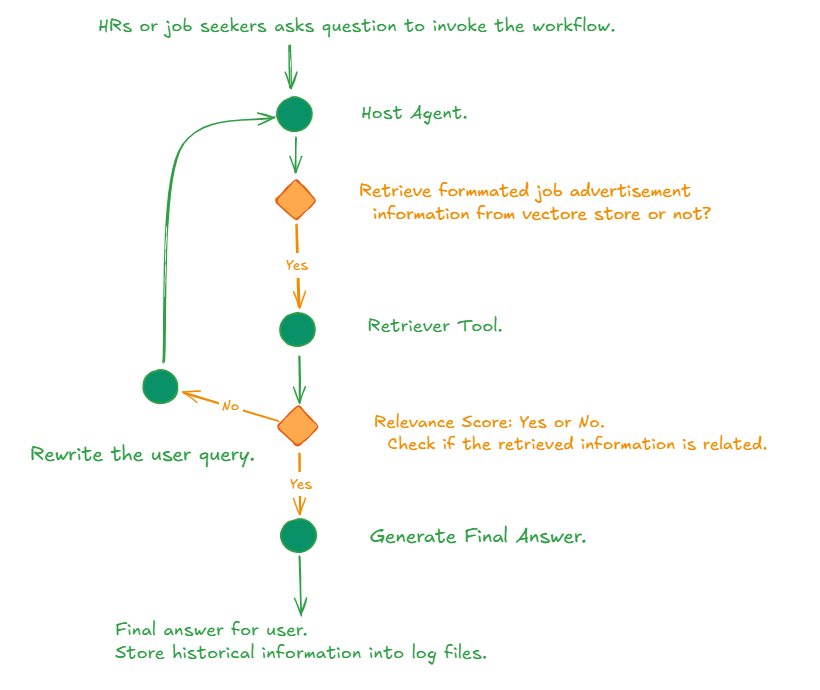 HRs or job seekers asks question to invoke the workflow.
Host Agent.
Retrieve formmated job advertisement
information from vectore store or not?
Yes
Retriever Tool.
No
Relevance Score: Yes or No.
Check if the retrieved information is related.
Rewrite the user query.
Yes
Generate Final Answer.
Final answer for user.
Store historical information into log files.